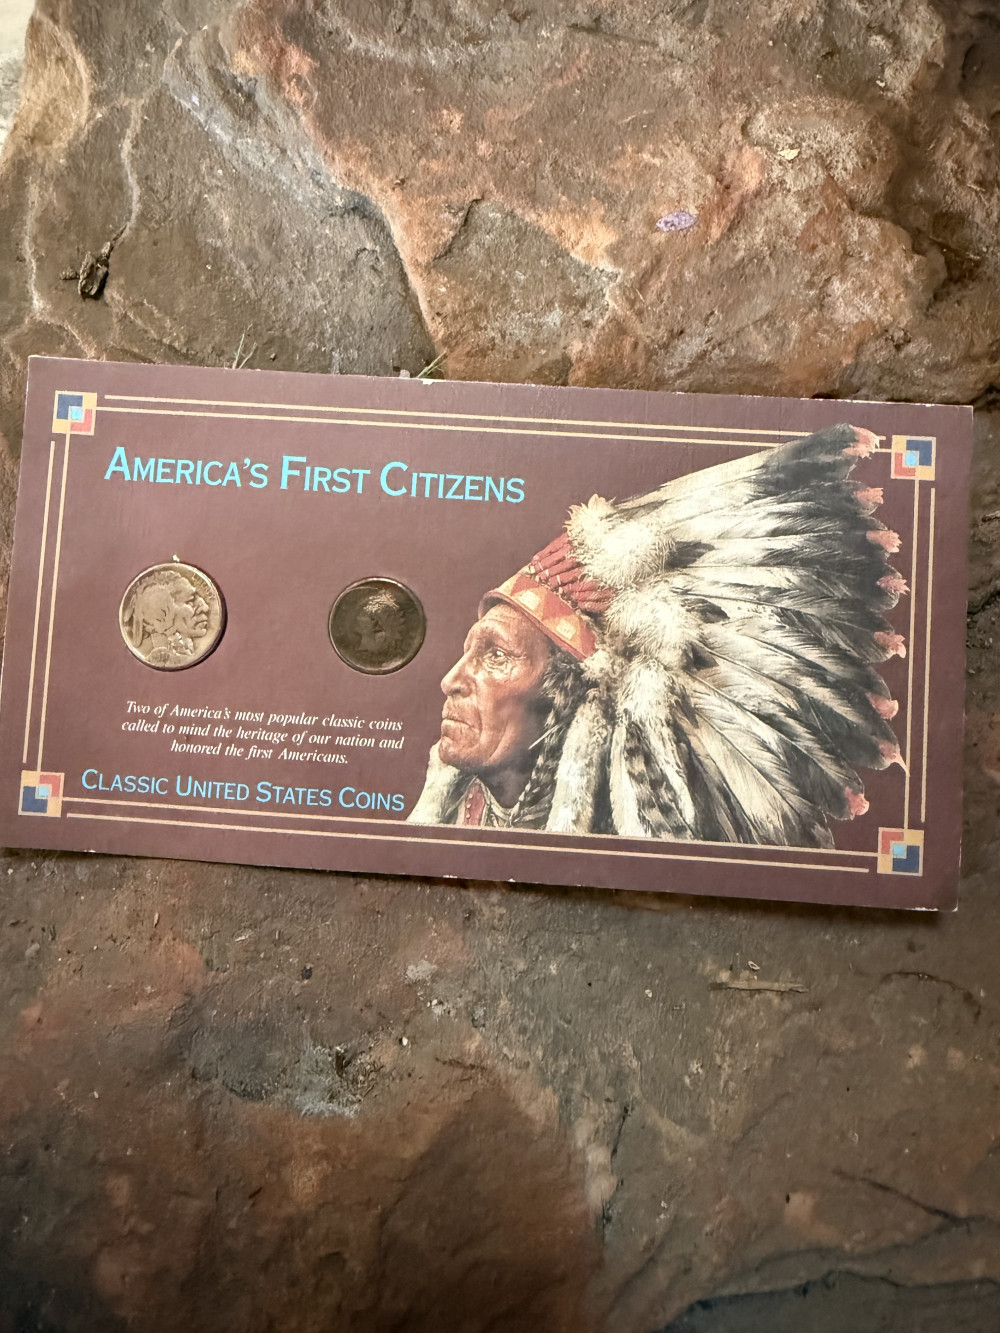 AMERICA'S FIRST CITIZENS
Two of America's most popular classic coins
called to mind the heritage of our nation and
honored the first Americans.
CLASSIC UNITED STATES COINS